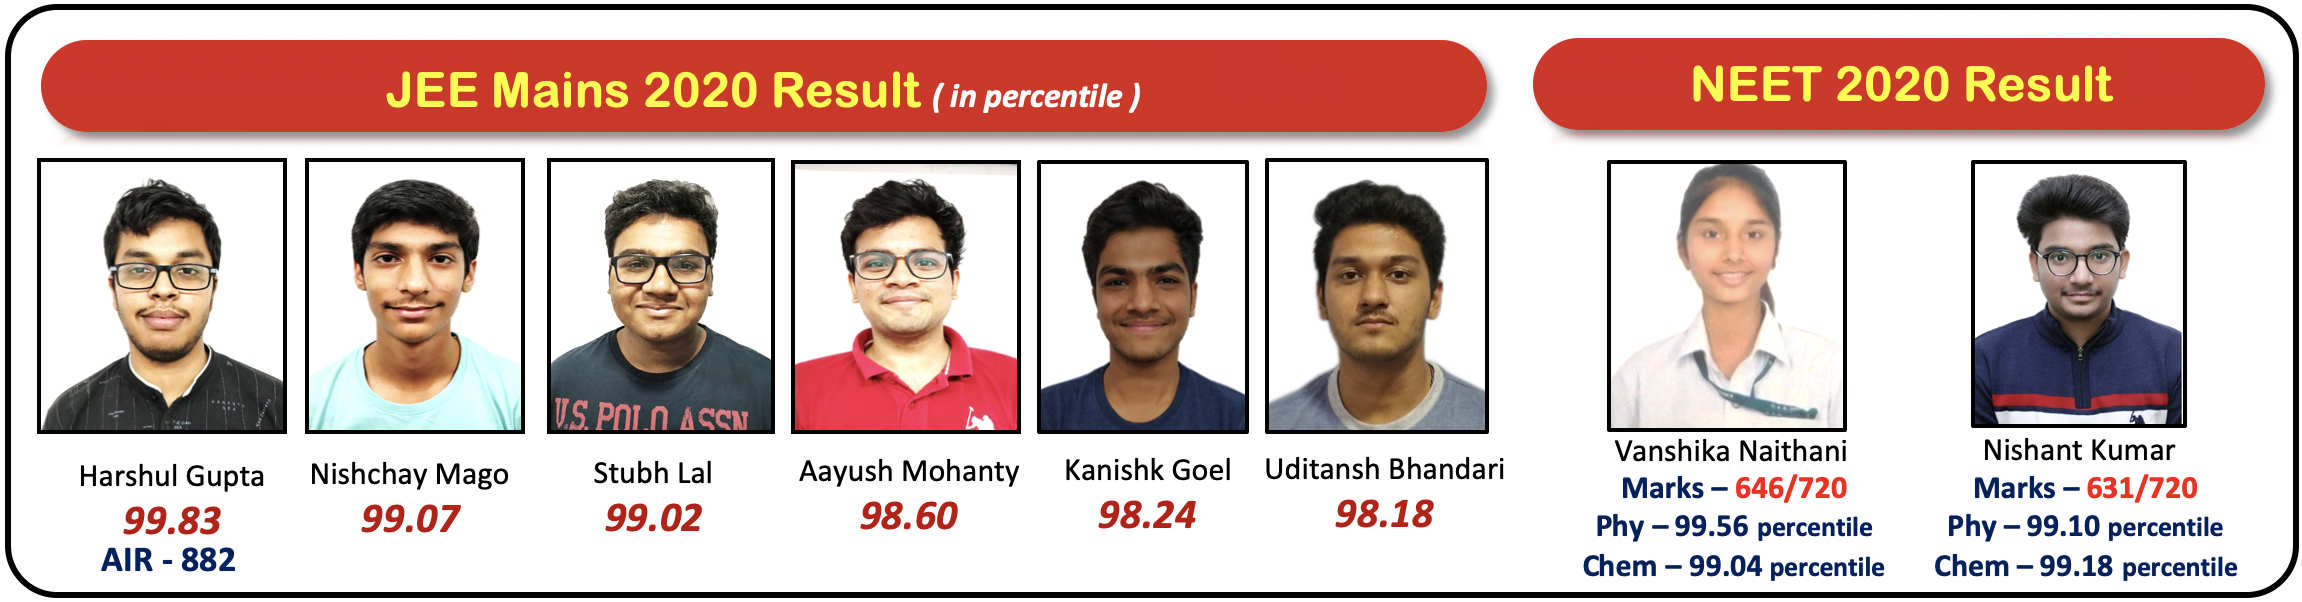 JEE Mains 2020 Result ( in percentile )
NEET 2020 Result
U.S. POLO ASSN
Harshul Gupta
99.83
AIR - 882
Nishchay Mago
99.07
Stubh Lal
99.02
Aayush Mohanty
98.60
Kanishk Goel
98.24
Uditansh Bhandari
98.18
Vanshika Naithani
Marks – 646/720
Phy – 99.56 percentile
Chem – 99.04 percentile
Nishant Kumar
Marks – 631/720
Phy – 99.10 percentile
Chem – 99.18 percentile